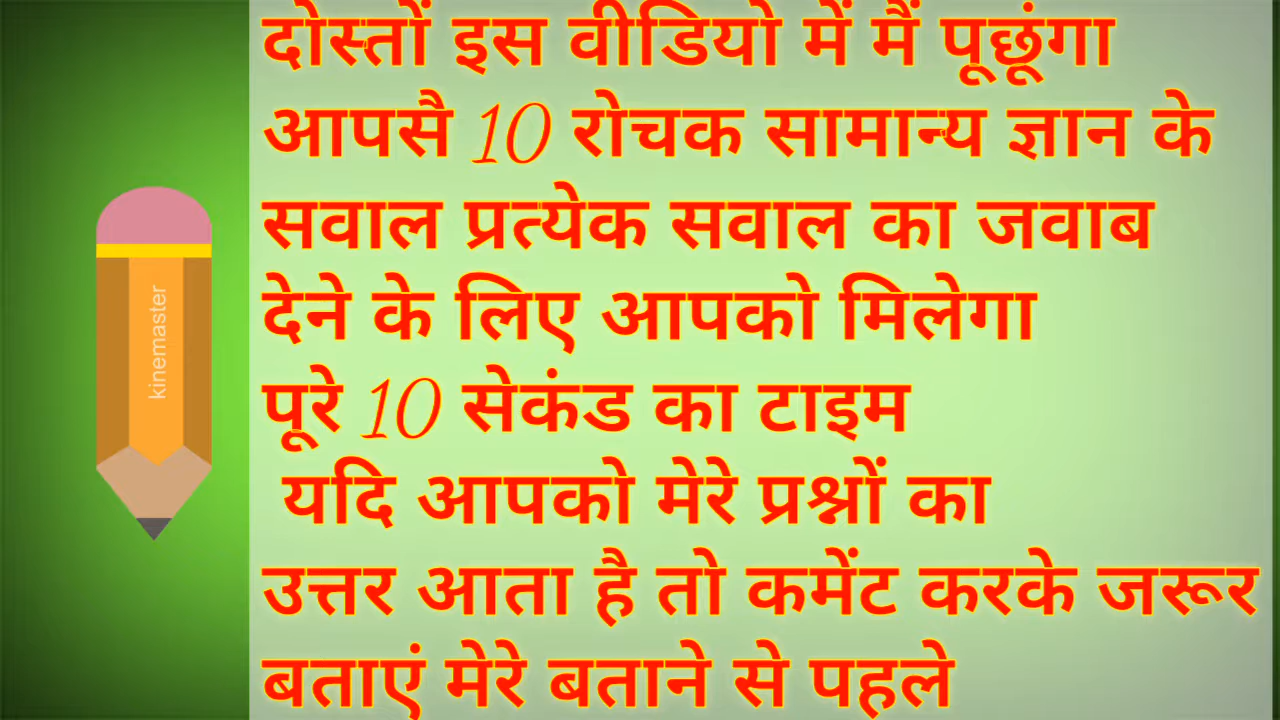 दोस्तों इस वीडियो में मैं पूछूंगा
आपसै 10 रोचक सामान्य ज्ञान के
सवाल प्रत्येक सवाल का जवाब
देने के लिए आपको मिलेगा
पूरे 10 सेकंड का टाइम
यदि आपको मेरे प्रश्नों का
उत्तर आता है तो कमेंट करके जरूर
बताएं मेरे बताने से पहले
kinemaster